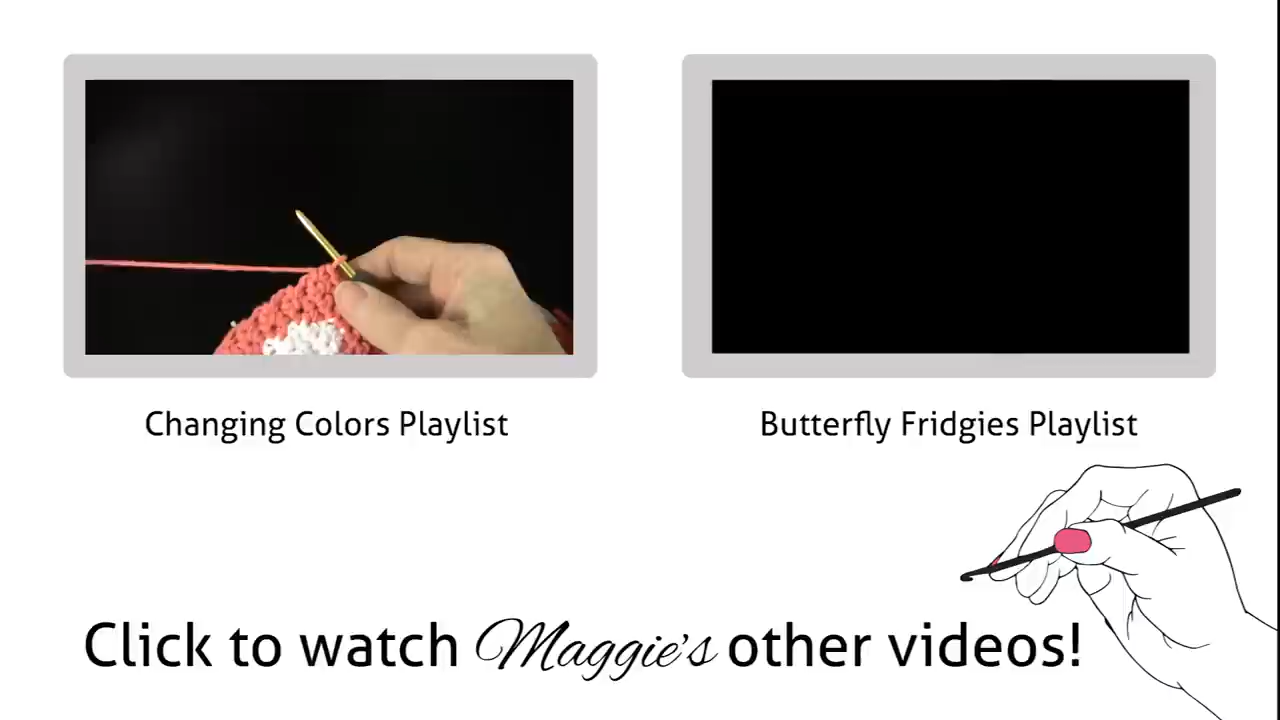 Changing Colors Playlist
Butterfly Fridgies Playlist
Click to watch Maggie's other videos!